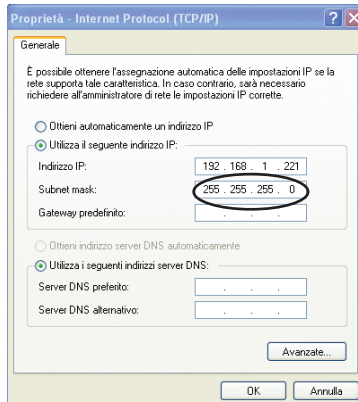 Proprietà - Internet Protocol (TCP/IP)
Generale
È possibile ottenere l'assegnazione automatica delle impostazioni IP se la
rete supporta tale caratteristica. In caso contrario, sarà necessario
richiedere all'amministratore di rete le impostazioni IP corrette.
Ottieni automaticamente un indirizzo IP
Utilizza il seguente indirizzo IP:
Indirizzo IP: 192 . 168 . 1 . 221
Subnet mask: 255 . 255 . 255 . 0
Gateway predefinito: . . .
Ottieni indirizzo server DNS automaticamente
Utilizza i seguenti indirizzi server DNS:
Server DNS preferito: . . .
Server DNS alternativo: . . .
Avanzate...
OK Annulla